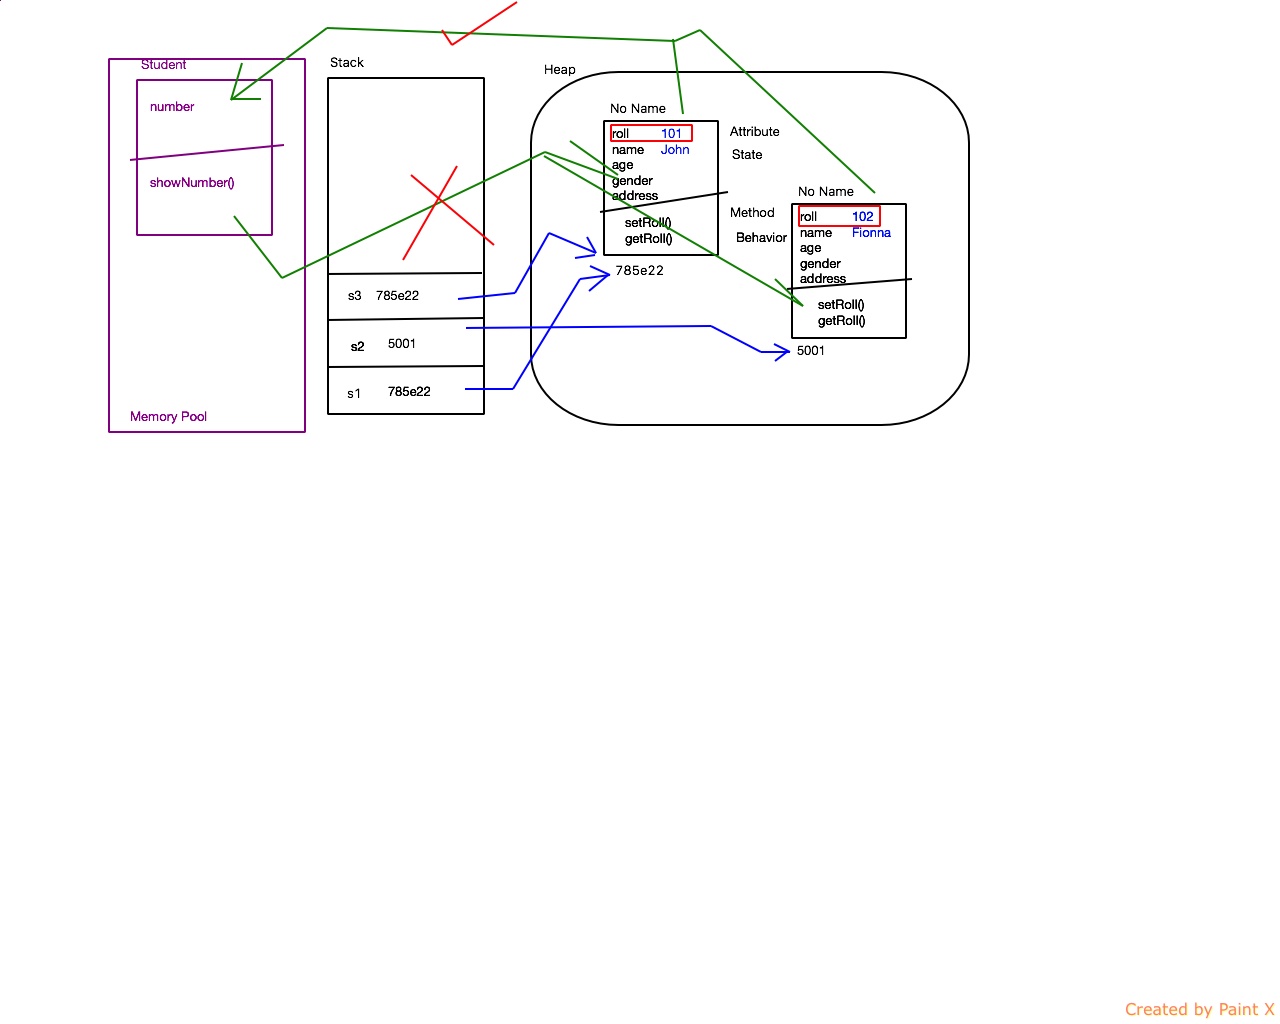 Student
number
showNumber()
Memory Pool
Stack
s3 785e22
s2 5001
s1 785e22
Heap
No Name
roll 101
name John
age
gender
address
setRoll()
getRoll()
785e22
Attribute
State
Method
Behavior
No Name
roll 102
name Fionna
age
gender
address
setRoll()
getRoll()
5001
Created by Paint X